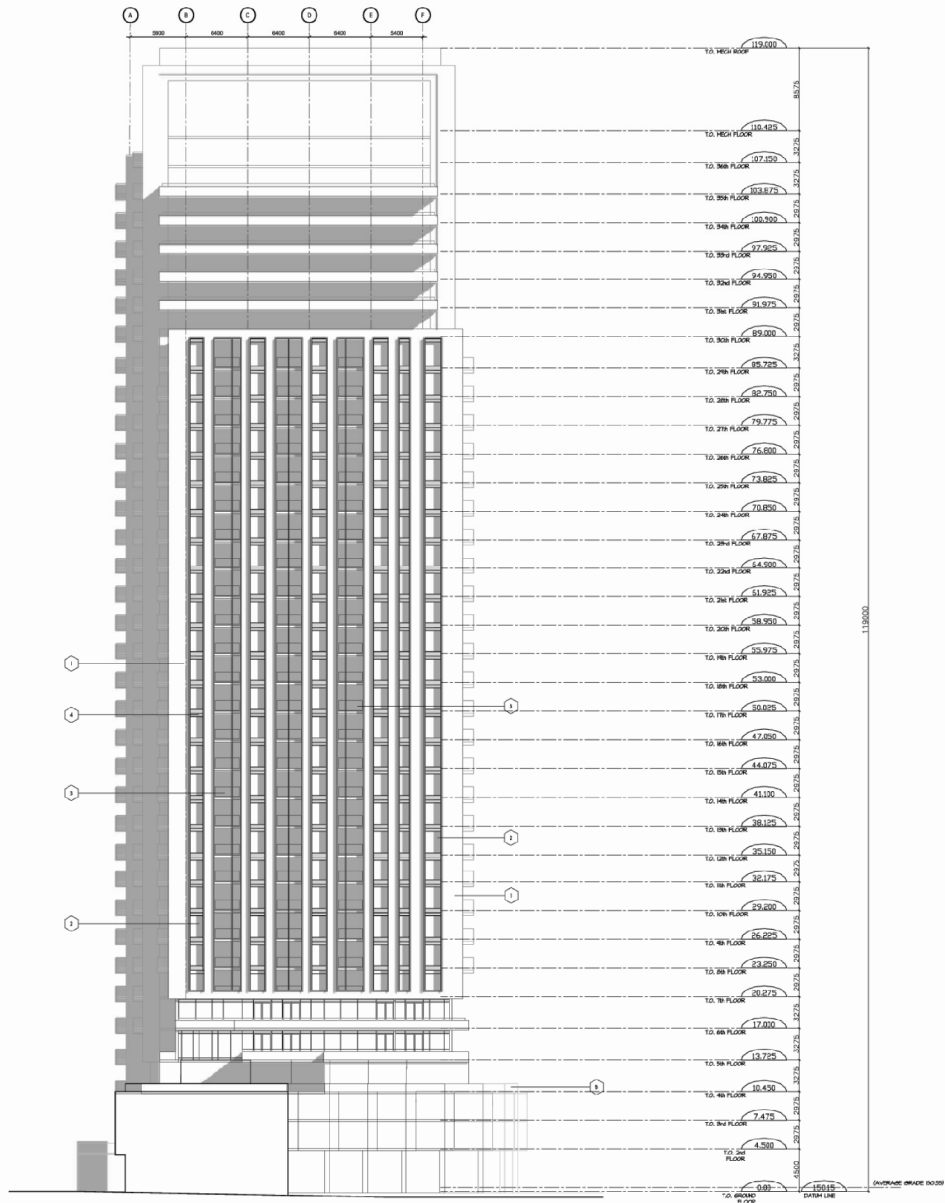 A B C D E F
5800 6400 6400 6400 5400
119.000
T.O. MECH ROOF
8575
110.425
T.O. MECH FLOOR
3275
107.150
T.O. 36th FLOOR
3275
103.875
T.O. 35th FLOOR
2975
100.900
T.O. 34th FLOOR
2975
97.925
T.O. 33rd FLOOR
94.950
T.O. 32nd FLOOR
2975
91.975
T.O. 31st FLOOR
2975
89.000
T.O. 30th FLOOR
3275
85.725
T.O. 29th FLOOR
2975
82.750
T.O. 28th FLOOR
2975
79.775
T.O. 27th FLOOR
2975
76.800
T.O. 26th FLOOR
2975
73.825
T.O. 25th FLOOR
2975
70.850
T.O. 24th FLOOR
2975
67.875
T.O. 23rd FLOOR
2975
64.900
T.O. 22nd FLOOR
2975
61.925
T.O. 21st FLOOR
2975
119000
58.950
T.O. 20th FLOOR
2975
55.975
T.O. 19th FLOOR
2975
1
53.000
T.O. 18th FLOOR
2975
4
50.025
T.O. 17th FLOOR
2975
47.050
T.O. 16th FLOOR
2975
44.075
T.O. 15th FLOOR
2975
3
41.100
T.O. 14th FLOOR
2975
38.125
T.O. 13th FLOOR
2
2975
35.150
T.O. 12th FLOOR
2975
32.175
T.O. 11th FLOOR
2975
1
29.200
T.O. 10th FLOOR
2
2975
26.225
T.O. 9th FLOOR
2975
23.250
T.O. 8th FLOOR
2975
20.275
T.O. 7th FLOOR
3275
17.000
T.O. 6th FLOOR
3275
13.725
T.O. 5th FLOOR
3275
10.450
T.O. 4th FLOOR
2975
7.475
T.O. 3rd FLOOR
2975
4.500
T.O. 2nd
FLOOR
4500
0.00
T.O. GROUND
FLOOR
150.15
DATUM LINE